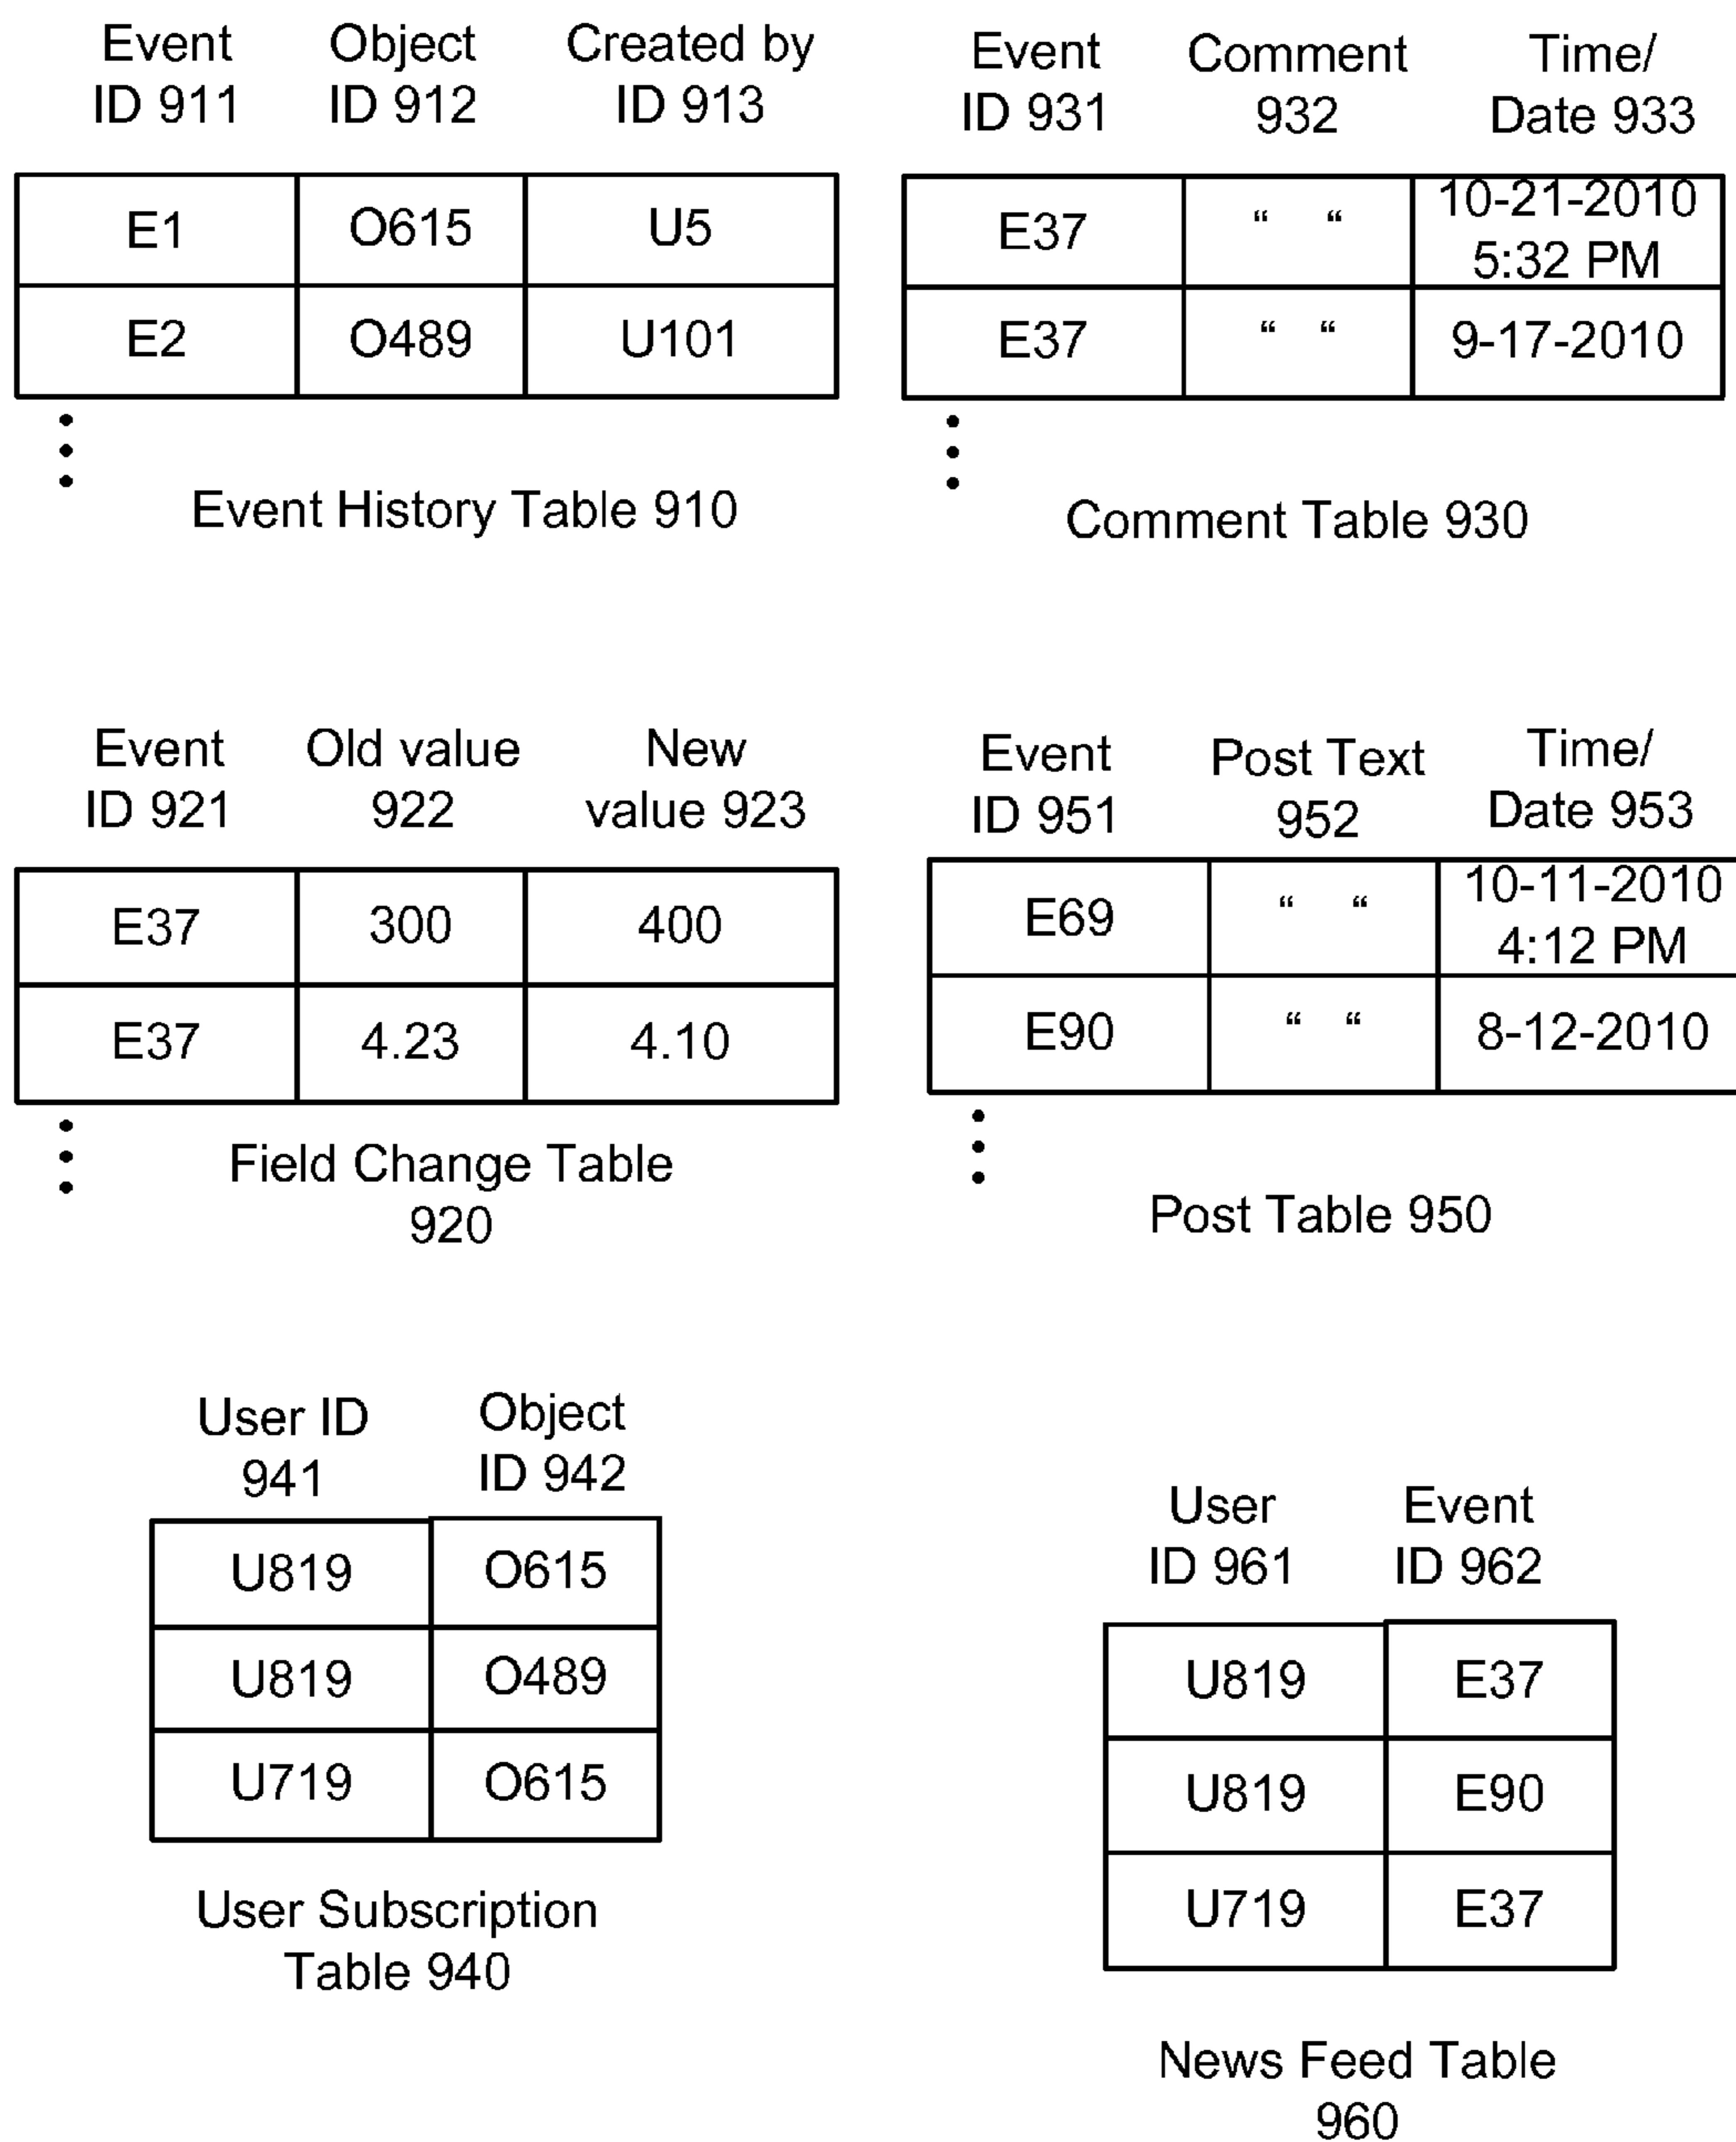 Event Object Created by
ID 911 ID 912 ID 913
E1 O615 U5
E2 O489 U101
Event History Table 910
Event Comment Time/
ID 931 932 Date 933
E37 “ “ 10-21-2010
5:32 PM
E37 “ “ 9-17-2010
Comment Table 930
Event Old value New
ID 921 922 value 923
E37 300 400
E37 4.23 4.10
Field Change Table
920
Event Post Text Time/
ID 951 952 Date 953
E69 “ “ 10-11-2010
4:12 PM
E90 “ “ 8-12-2010
Post Table 950
User ID Object
941 ID 942
U819 O615
U819 O489
U719 O615
User Subscription
Table 940
User Event
ID 961 ID 962
U819 E37
U819 E90
U719 E37
News Feed Table
960